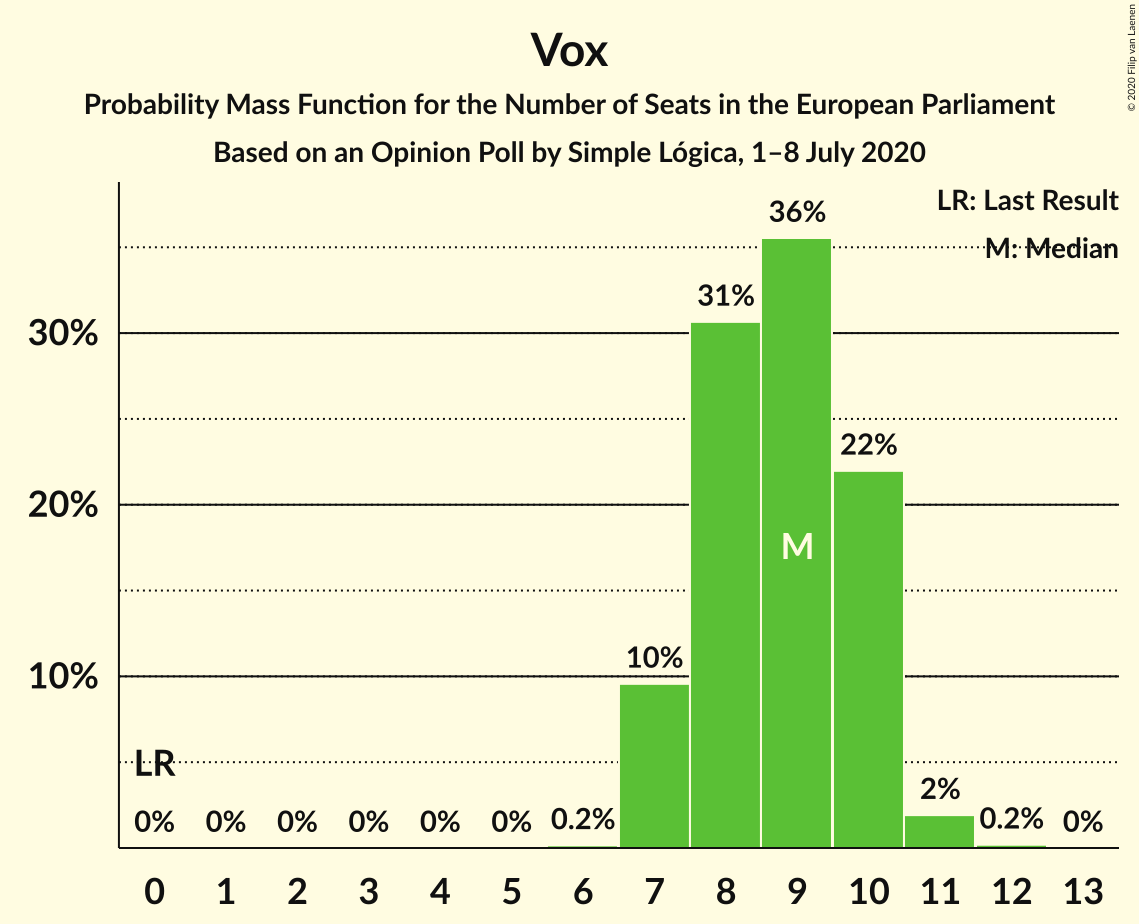 Vox
Probability Mass Function for the Number of Seats in the European Parliament
Based on an Opinion Poll by Simple Lógica, 1–8 July 2020
© 2020 Filip van Laenen
LR: Last Result
M: Median
36%
31%
30%
22%
20%
M
10%
10%
LR
2%
0% 0% 0% 0% 0% 0% 0.2% 0.2% 0%
0 1 2 3 4 5 6 7 8 9 10 11 12 13